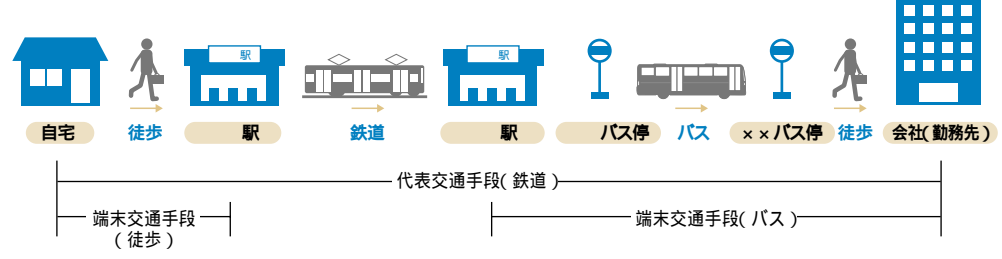 駅
駅
自宅
徒歩
駅
鉄道
駅
バス停
バス
××バス停
徒歩
会社(勤務先)
代表交通手段(鉄道)
端末交通手段
(徒歩)
端末交通手段(バス)